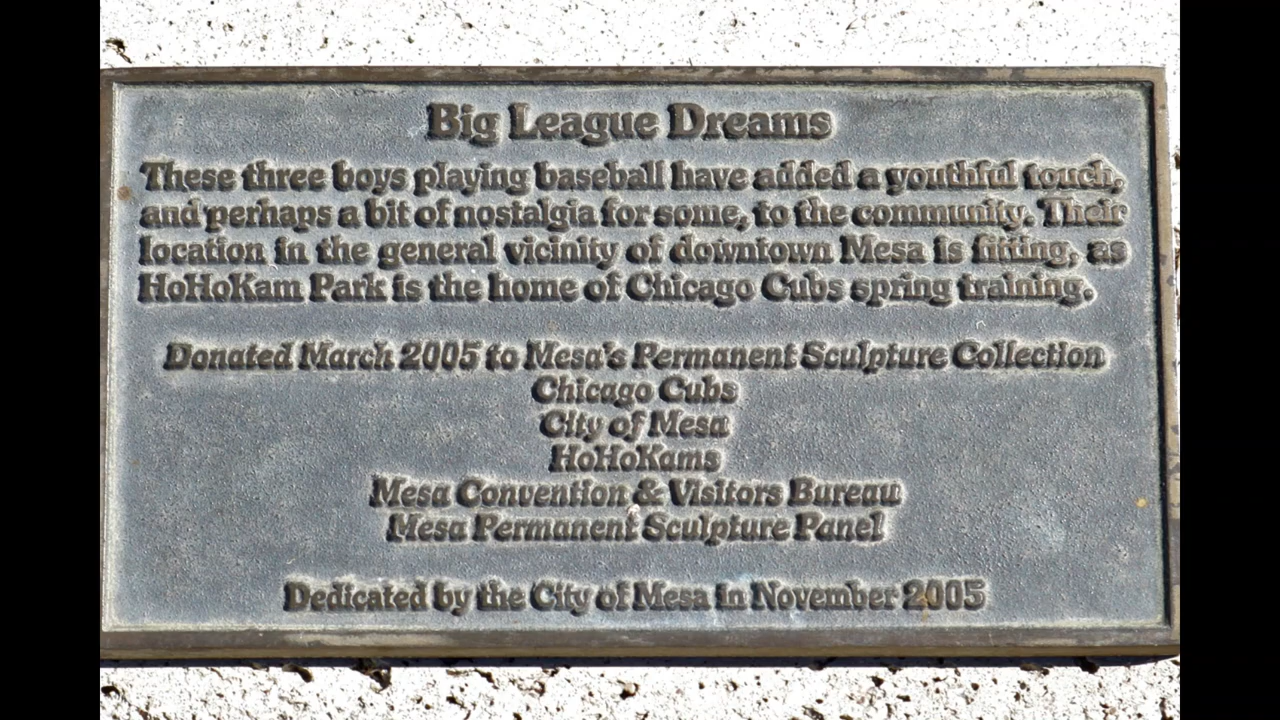 Big League Dreams
These three boys playing baseball have added a youthful touch,
and perhaps a bit of nostalgia for some, to the community. Their
location in the general vicinity of downtown Mesa is fitting, as
HoHoKam Park is the home of Chicago Cubs spring training.
Donated March 2005 to Mesa's Permanent Sculpture Collection
Chicago Cubs
City of Mesa
HoHoKams
Mesa Convention & Visitors Bureau
Mesa Permanent Sculpture Panel
Dedicated by the City of Mesa in November 2005